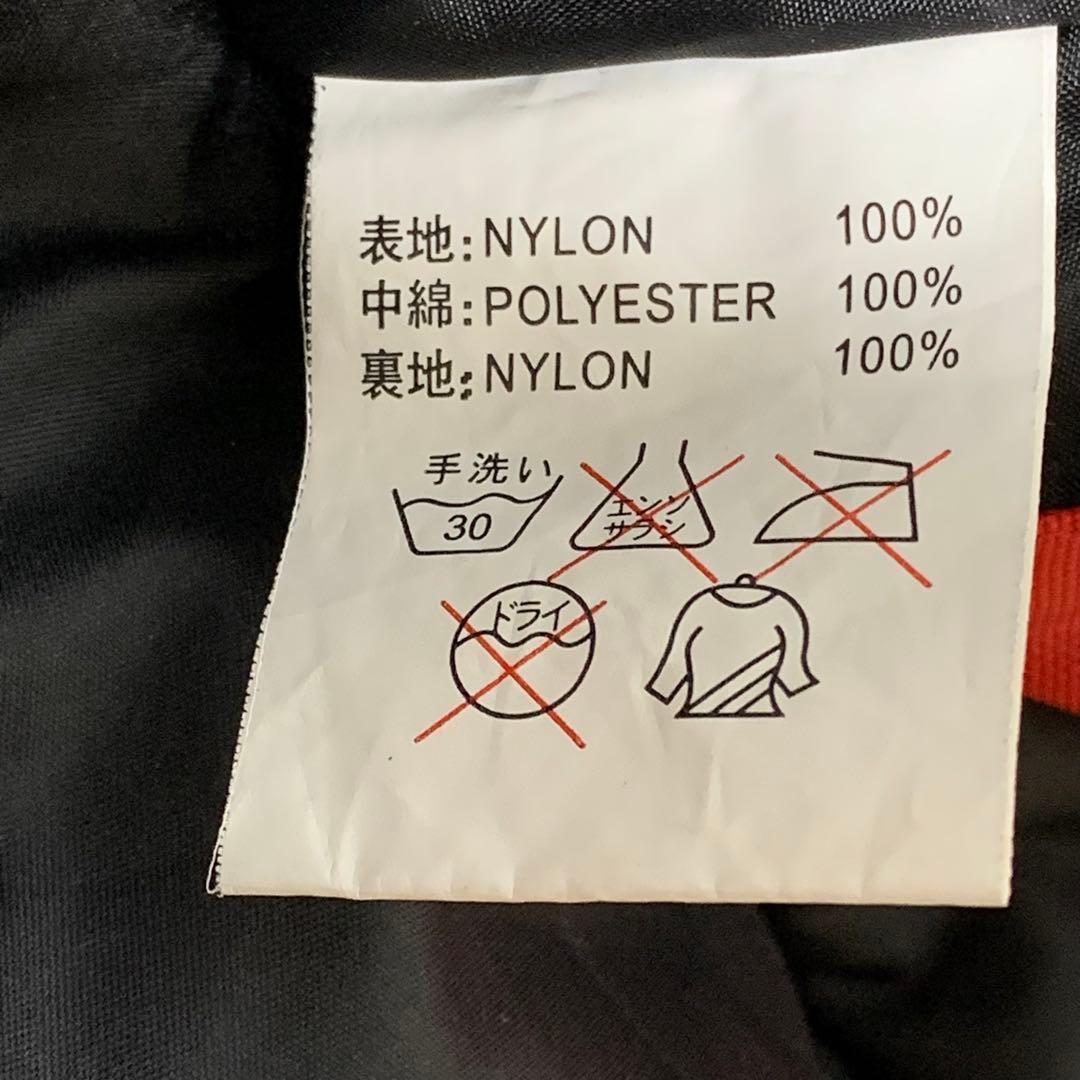 表地:NYLON 100%
中綿:POLYESTER 100%
裏地:NYLON 100%
手洗い
30
エンソ
サラシ
ドライ